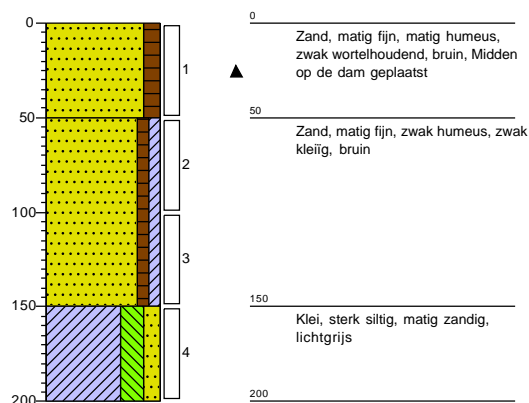 0
50
100
150
200
1
2
3
4
0
Zand, matig fijn, matig humeus,
zwak wortelhoudend, bruin, Midden
op de dam geplaatst
50
Zand, matig fijn, zwak humeus, zwak
kleiïg, bruin
150
Klei, sterk siltig, matig zandig,
lichtgrijs
200